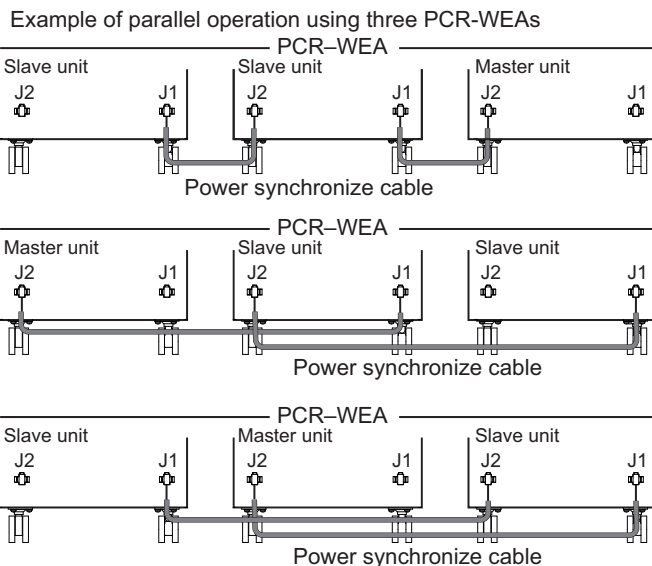 Example of parallel operation using three PCR-WEAs
PCR–WEA
Slave unit Slave unit Master unit
J2 J1 J2 J1 J2 J1
Power synchronize cable
PCR–WEA
Master unit Slave unit Slave unit
J2 J1 J2 J1 J2 J1
Power synchronize cable
PCR–WEA
Slave unit Master unit Slave unit
J2 J1 J2 J1 J2 J1
Power synchronize cable